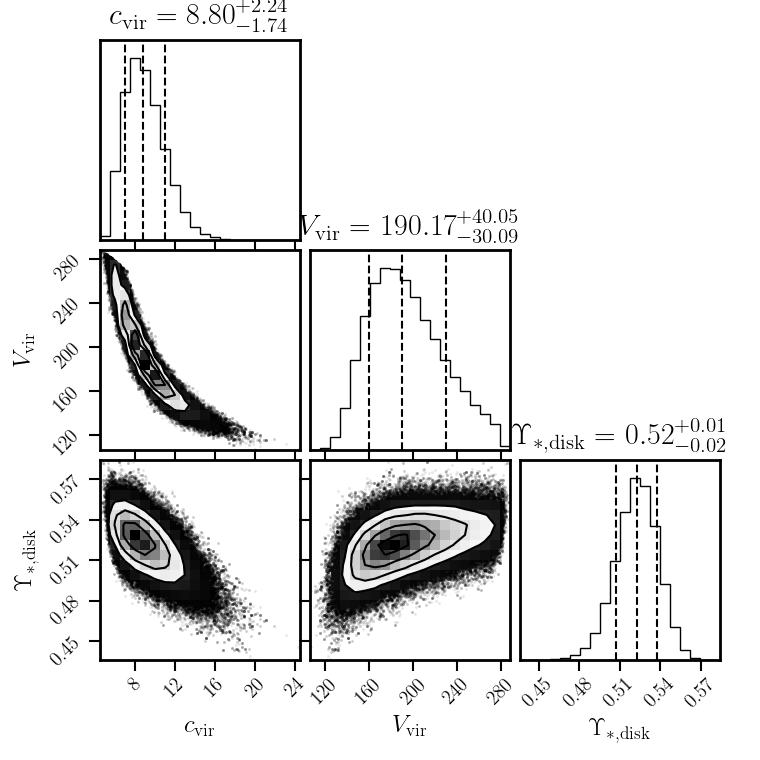 c_vir = 8.80^{+2.24}_{-1.74}
V_vir = 190.17^{+40.05}_{-30.09}
280
240
200
160
120
V_vir
ϒ_{*,disk} = 0.52^{+0.01}_{-0.02}
0.57
0.54
0.51
0.48
0.45
ϒ_{*,disk}
8 12 16 20 24
120 160 200 240 280
0.45 0.48 0.51 0.54 0.57
c_vir
V_vir
ϒ_{*,disk}